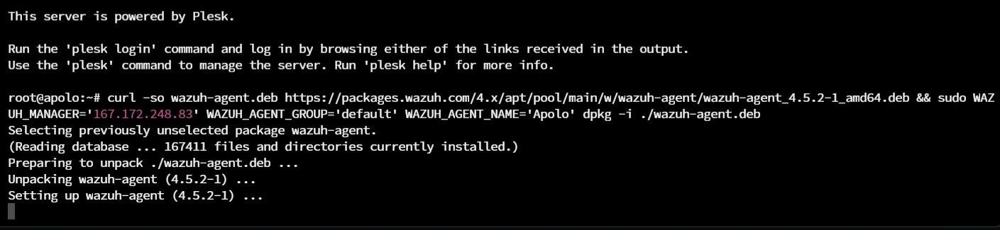 This server is powered by Plesk.
Run the 'plesk login' command and log in by browsing either of the links received in the output.
Use the 'plesk' command to manage the server. Run 'plesk help' for more info.
root@apolo:~# curl -so wazuh-agent.deb https://packages.wazuh.com/4.x/apt/pool/main/w/wazuh-agent/wazuh-agent_4.5.2-1_amd64.deb && sudo WAZ
UH_MANAGER='167.172.248.83' WAZUH_AGENT_GROUP='default' WAZUH_AGENT_NAME='Apolo' dpkg -i ./wazuh-agent.deb
Selecting previously unselected package wazuh-agent.
(Reading database ... 167411 files and directories currently installed.)
Preparing to unpack ./wazuh-agent.deb ...
Unpacking wazuh-agent (4.5.2-1) ...
Setting up wazuh-agent (4.5.2-1) ...